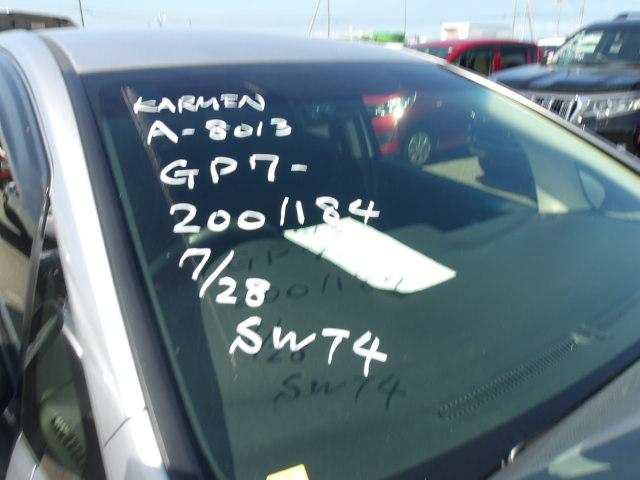 KARMEN
A-8013
GP7-
2001184
7/28
SW74